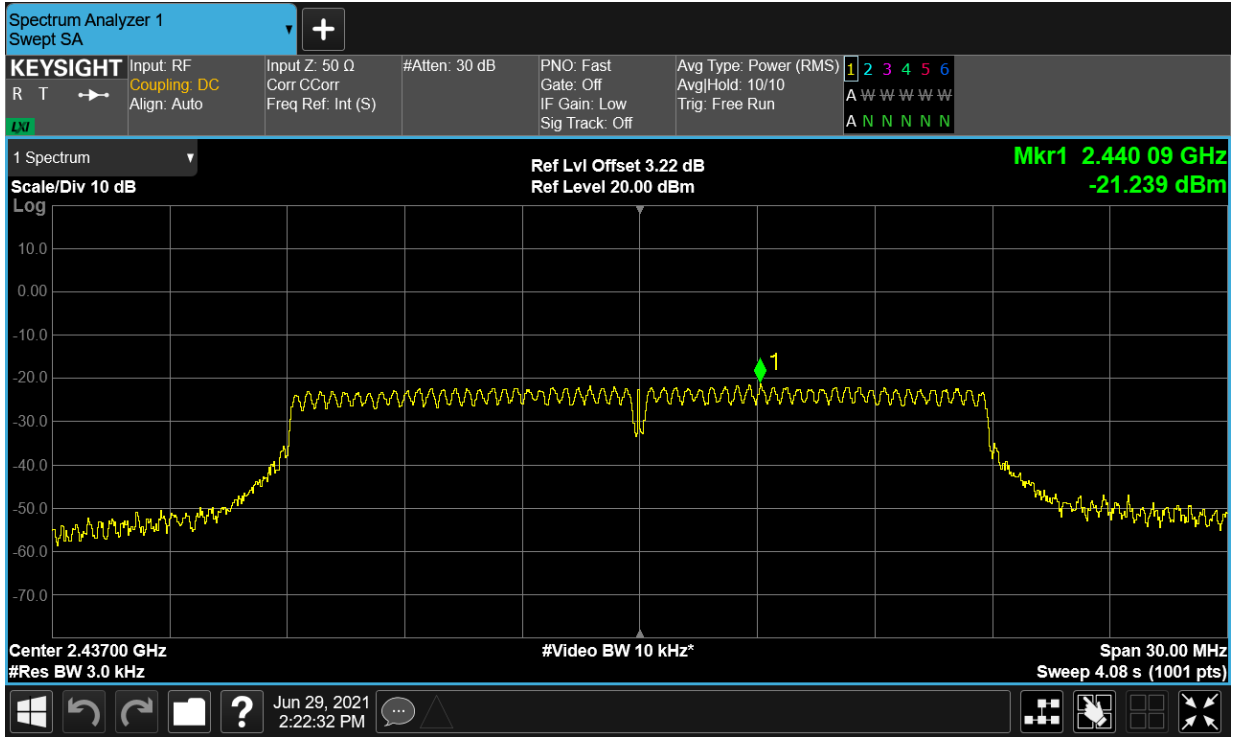 Spectrum Analyzer 1
Swept SA
▼
+
KEYSIGHT
R T
LXI
Input: RF
Coupling: DC
Align: Auto
Input Z: 50 Ω
Corr CCorr
Freq Ref: Int (S)
#Atten: 30 dB
PNO: Fast
Gate: Off
IF Gain: Low
Sig Track: Off
Avg Type: Power (RMS)
Avg|Hold: 10/10
Trig: Free Run
1 2 3 4 5 6
A W W W W W
A N N N N N
1 Spectrum ▼
Scale/Div 10 dB
Log
Ref Lvl Offset 3.22 dB
Ref Level 20.00 dBm
Mkr1 2.440 09 GHz
-21.239 dBm
10.0
0.00
-10.0
1
-20.0
-30.0
-40.0
-50.0
-60.0
-70.0
Center 2.43700 GHz
#Res BW 3.0 kHz
#Video BW 10 kHz*
Span 30.00 MHz
Sweep 4.08 s (1001 pts)
?
Jun 29, 2021
2:22:32 PM